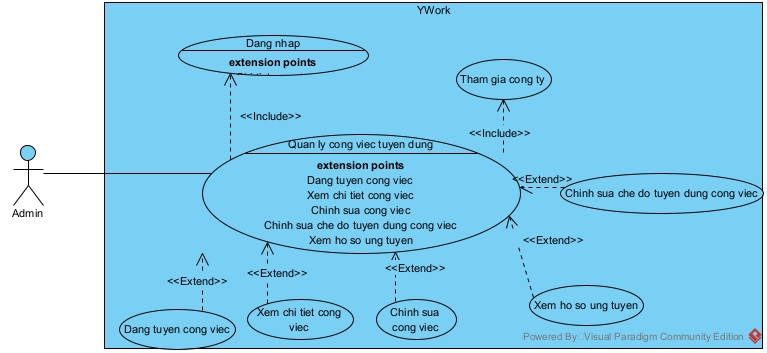 YWork
Dang nhap
extension points
<<Include>>
Tham gia cong ty
<<Include>>
Admin
Quan ly cong viec tuyen dung
extension points
Dang tuyen cong viec
Xem chi tiet cong viec
Chinh sua cong viec
Chinh sua che do tuyen dung cong viec
Xem ho so ung tuyen
<<Extend>>
Chinh sua che do tuyen dung cong viec
<<Extend>>
<<Extend>>
<<Extend>>
<<Extend>>
Dang tuyen cong viec
Xem chi tiet cong
viec
Chinh sua
cong viec
Xem ho so ung tuyen
Powered By: Visual Paradigm Community Edition